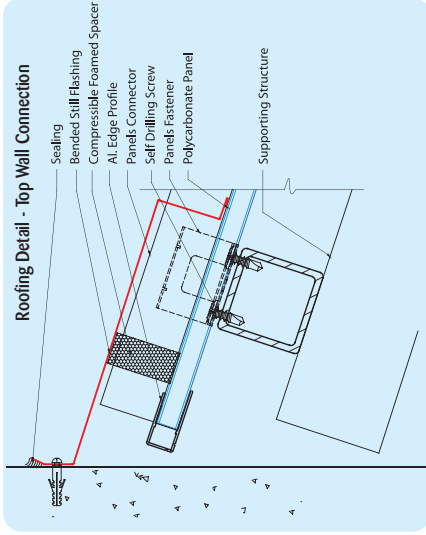 Roofing Detail - Top Wall Connection
Sealing
Bended Still Flashing
Compressible Foamed Spacer
Al. Edge Profile
Panels Connector
Self Drilling Screw
Panels Fastener
Polycarbonate Panel
Supporting Structure